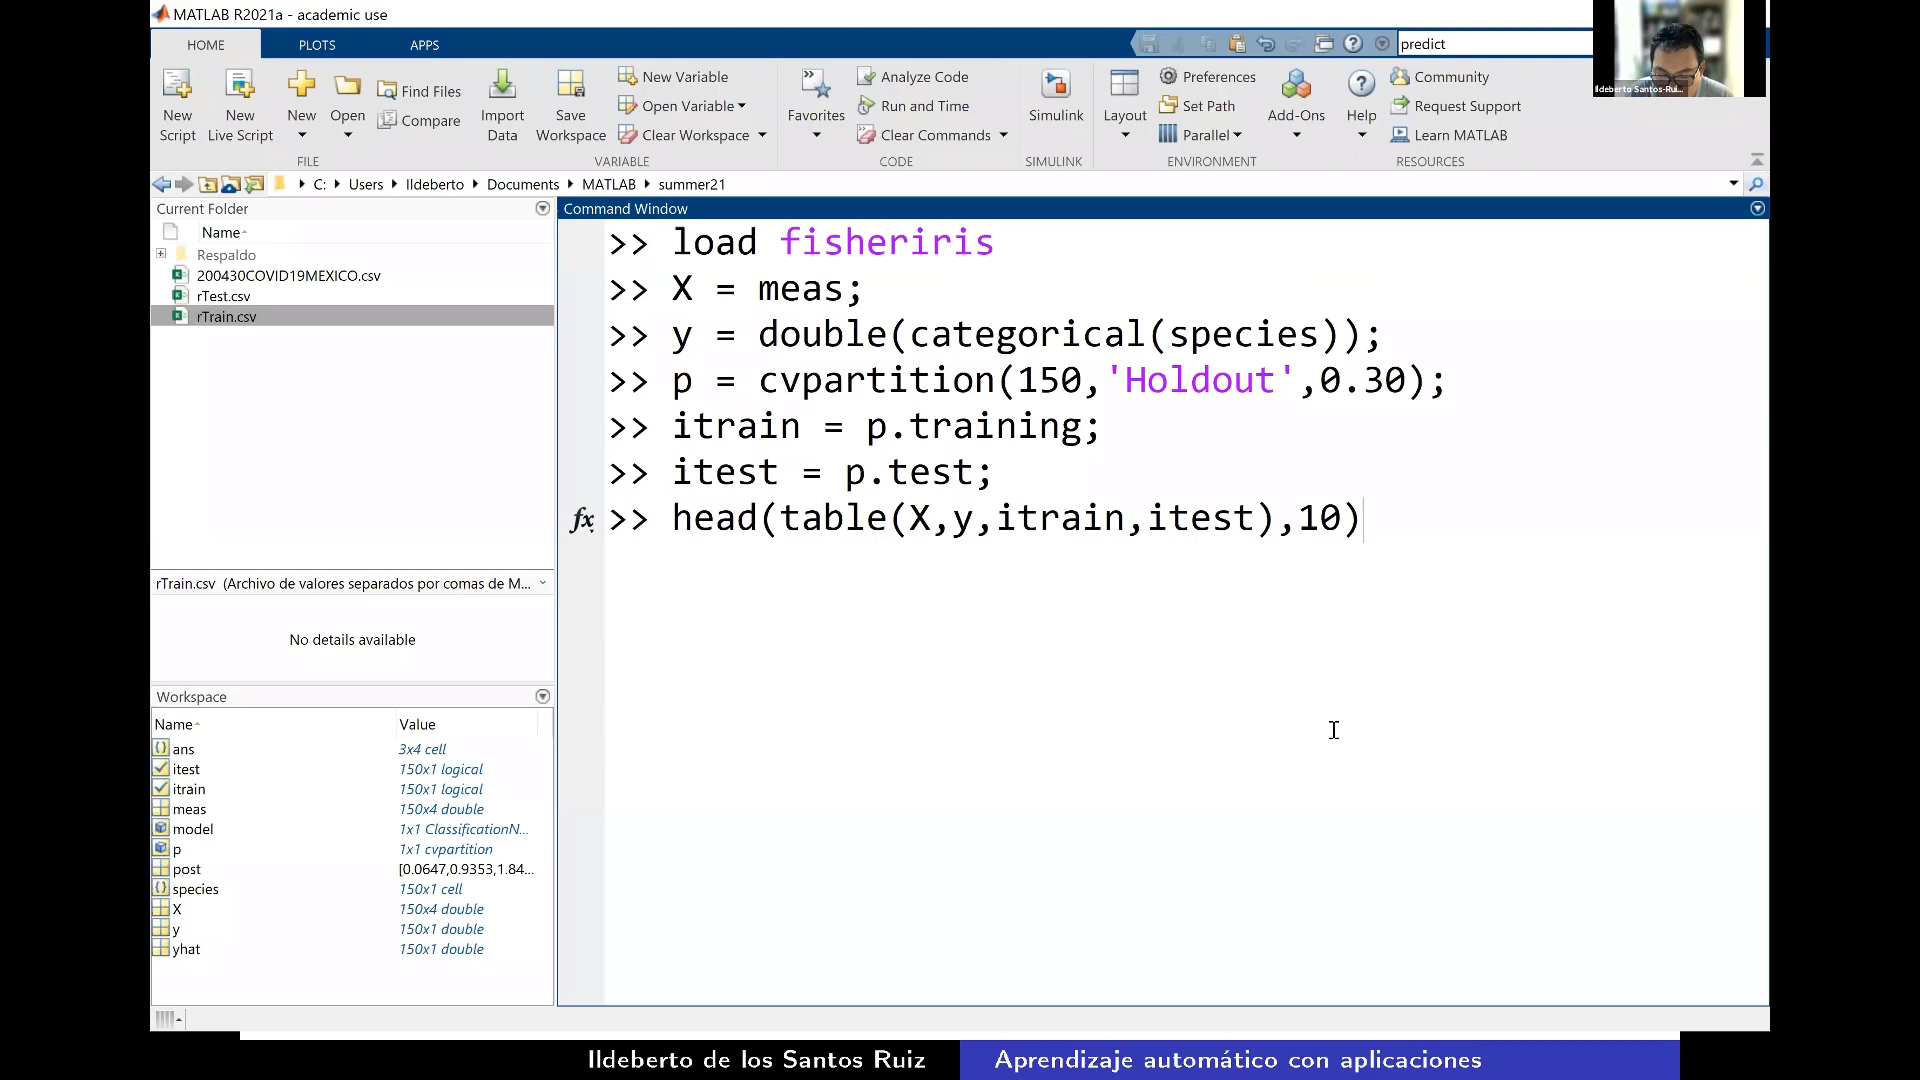 MATLAB R2021a - academic use
HOME PLOTS APPS
predict
New Script
New Live Script
New
Open
Find Files
Compare
Import Data
Save Workspace
New Variable
Open Variable
Clear Workspace
Favorites
Analyze Code
Run and Time
Clear Commands
Simulink
Layout
Preferences
Set Path
Parallel
Add-Ons
Help
Community
Request Support
Learn MATLAB
FILE VARIABLE CODE SIMULINK ENVIRONMENT RESOURCES
Ildeberto Santos-Rui...
C: Users Ildeberto Documents MATLAB summer21
Current Folder
Name
Respaldo
200430COVID19MEXICO.csv
rTest.csv
rTrain.csv
rTrain.csv (Archivo de valores separados por comas de M...
No details available
Workspace
Name Value
ans 3x4 cell
itest 150x1 logical
itrain 150x1 logical
meas 150x4 double
model 1x1 ClassificationN...
p 1x1 cvpartition
post [0.0647,0.9353,1.84...
species 150x1 cell
X 150x4 double
y 150x1 double
yhat 150x1 double
Command Window
>> load fisheriris
>> X = meas;
>> y = double(categorical(species));
>> p = cvpartition(150,'Holdout',0.30);
>> itrain = p.training;
>> itest = p.test;
fx >> head(table(X,y,itrain,itest),10)
Ildeberto de los Santos Ruiz
Aprendizaje automático con aplicaciones